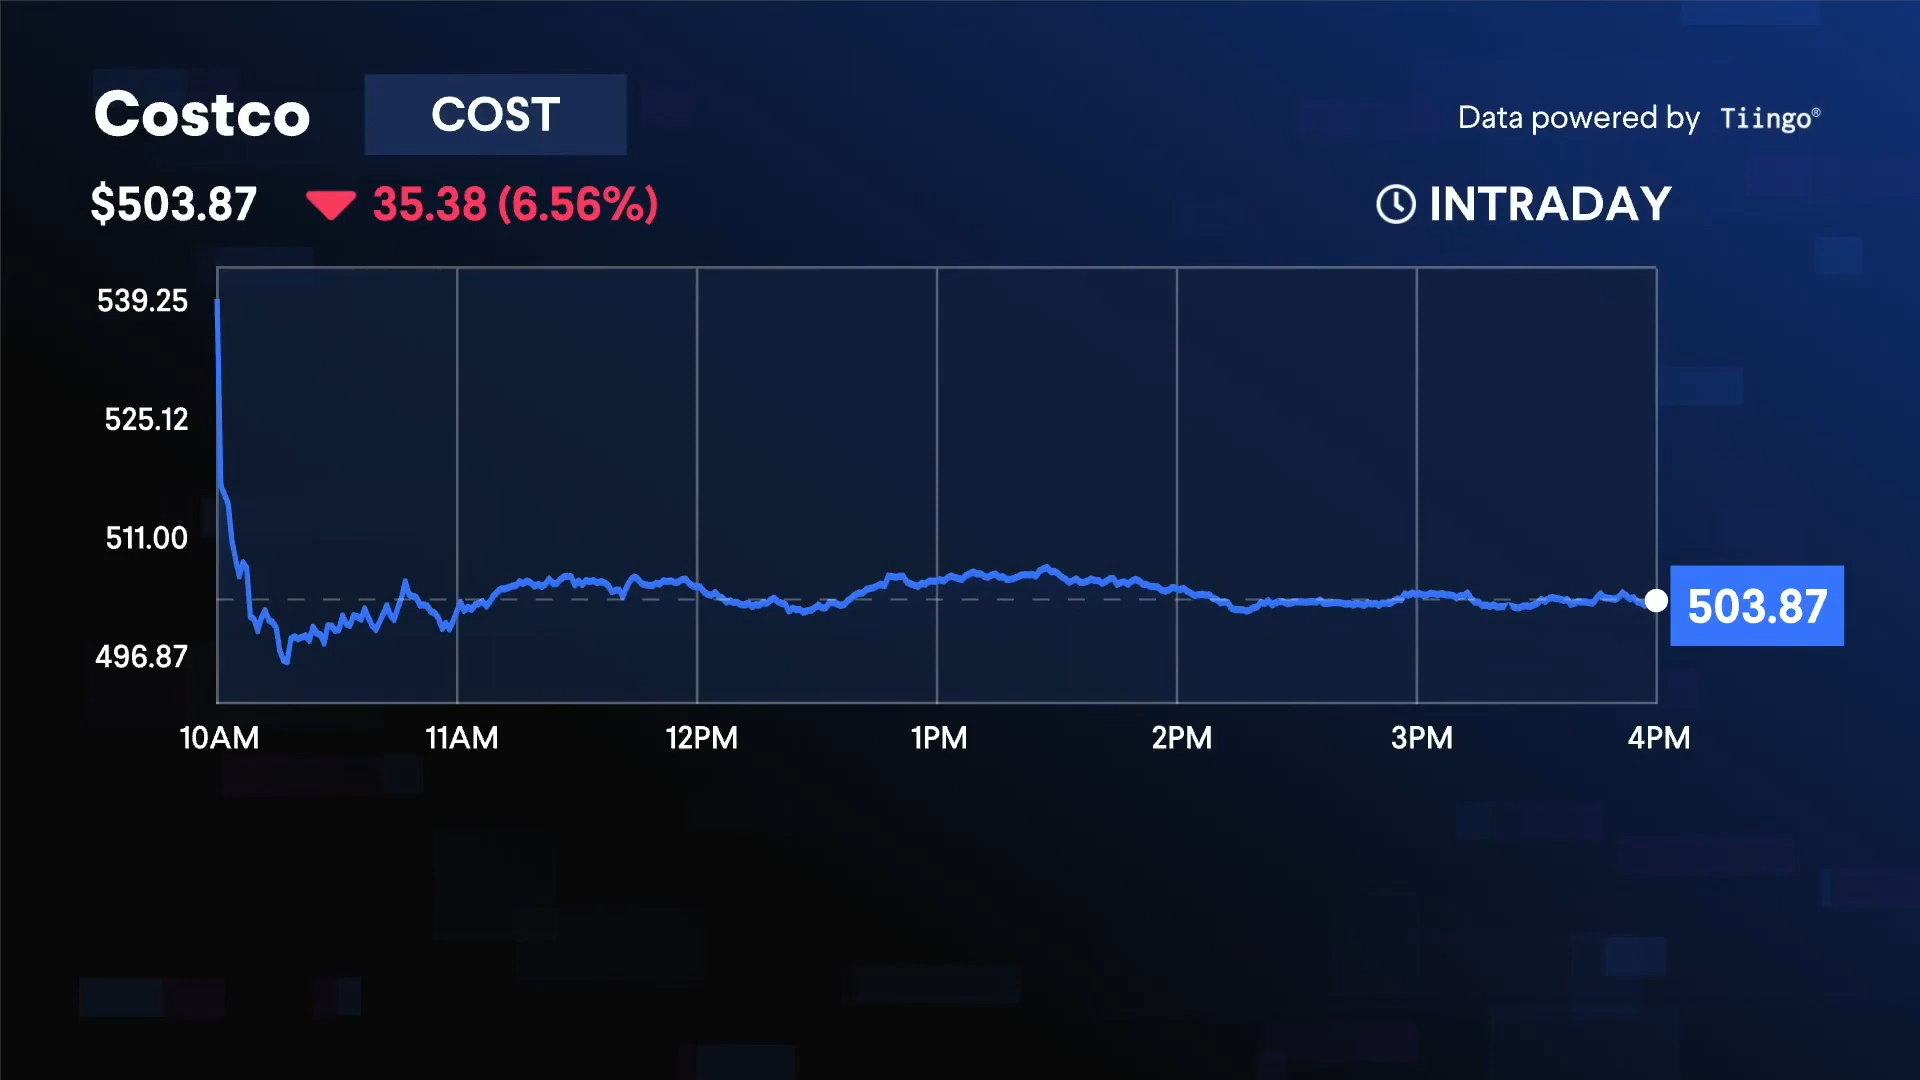 Costco COST
Data powered by Tiingo®
$503.87 35.38 (6.56%)
INTRADAY
539.25
525.12
511.00
496.87
503.87
10AM 11AM 12PM 1PM 2PM 3PM 4PM